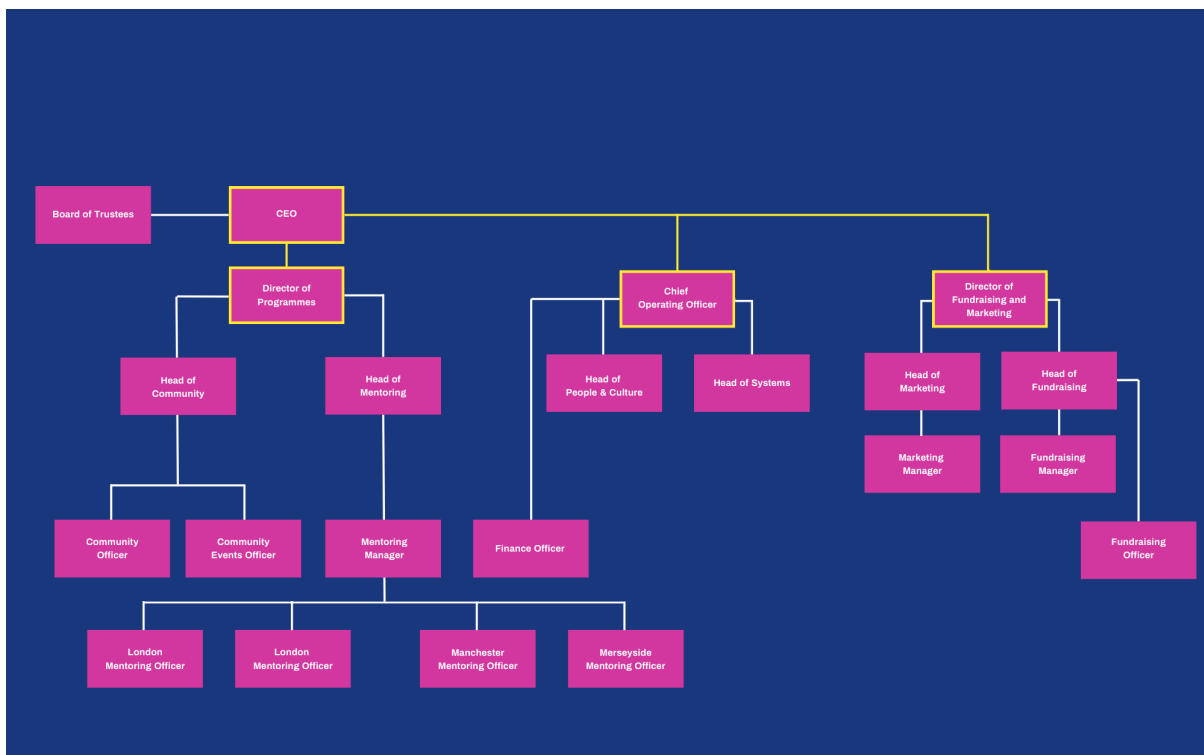 Board of Trustees
CEO
Director of
Programmes
Chief
Operating Officer
Director of
Fundraising and
Marketing
Head of
Community
Head of
Mentoring
Head of
People & Culture
Head of Systems
Head of
Marketing
Head of
Fundraising
Marketing
Manager
Fundraising
Manager
Community
Officer
Community
Events Officer
Mentoring
Manager
Finance Officer
Fundraising
Officer
London
Mentoring Officer
London
Mentoring Officer
Manchester
Mentoring Officer
Merseyside
Mentoring Officer